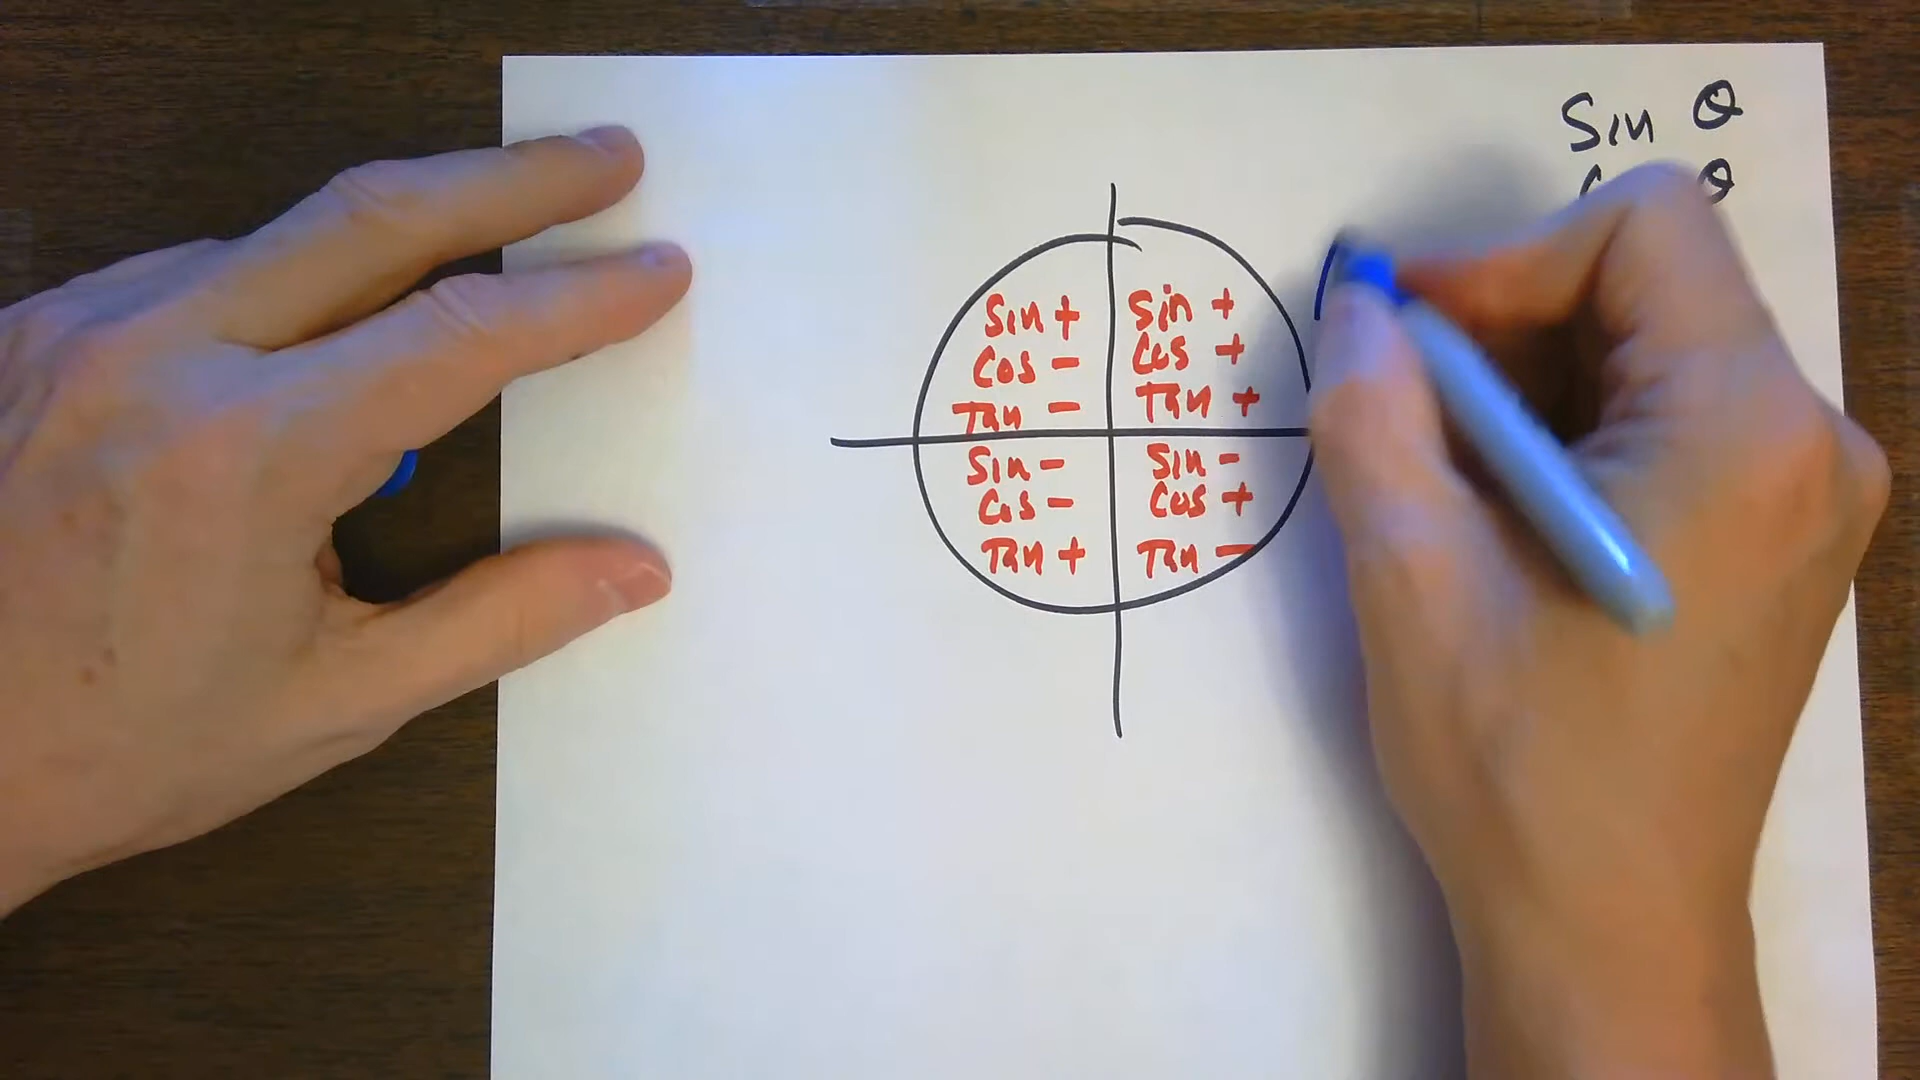 Sin θ
θ
Sin +
Cos -
Tan -
Sin +
Cos +
Tan +
Sin -
Cos -
Tan +
Sin -
Cos +
Tan -